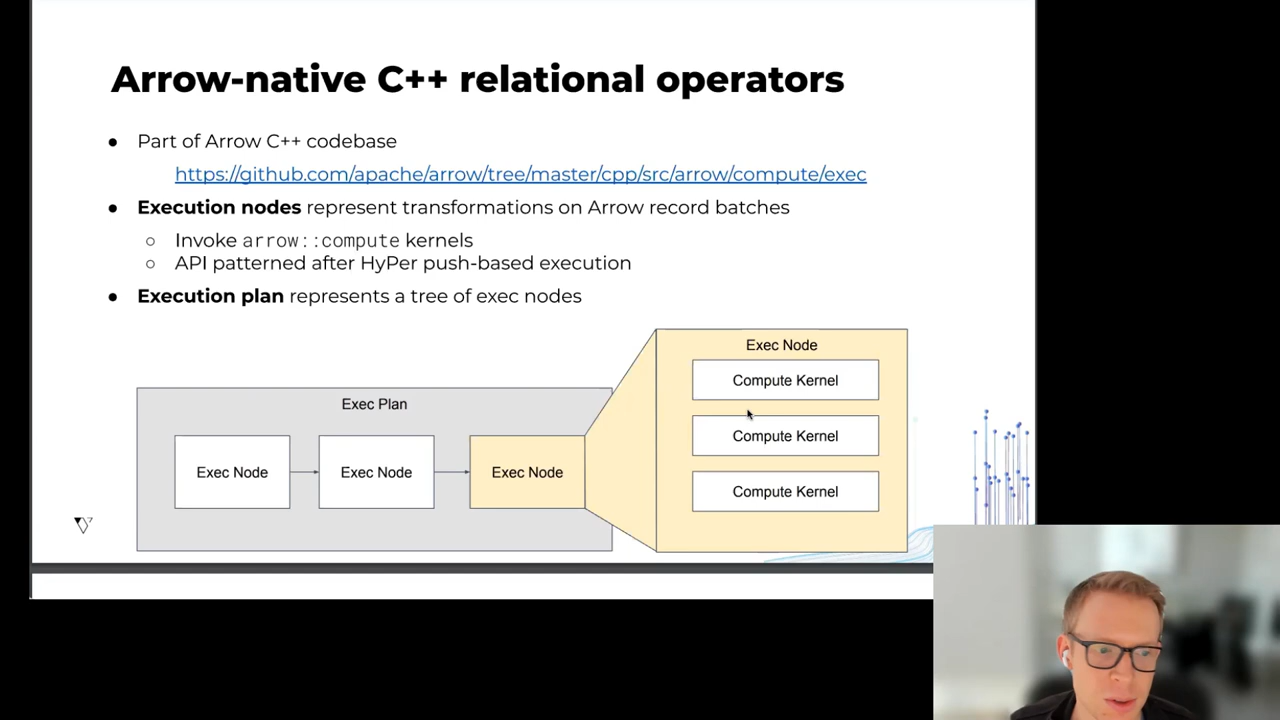 Arrow-native C++ relational operators
● Part of Arrow C++ codebase
https://github.com/apache/arrow/tree/master/cpp/src/arrow/compute/exec
● Execution nodes represent transformations on Arrow record batches
○ Invoke arrow::compute kernels
○ API patterned after HyPer push-based execution
● Execution plan represents a tree of exec nodes
Exec Plan
Exec Node
Exec Node
Exec Node
Exec Node
Compute Kernel
Compute Kernel
Compute Kernel